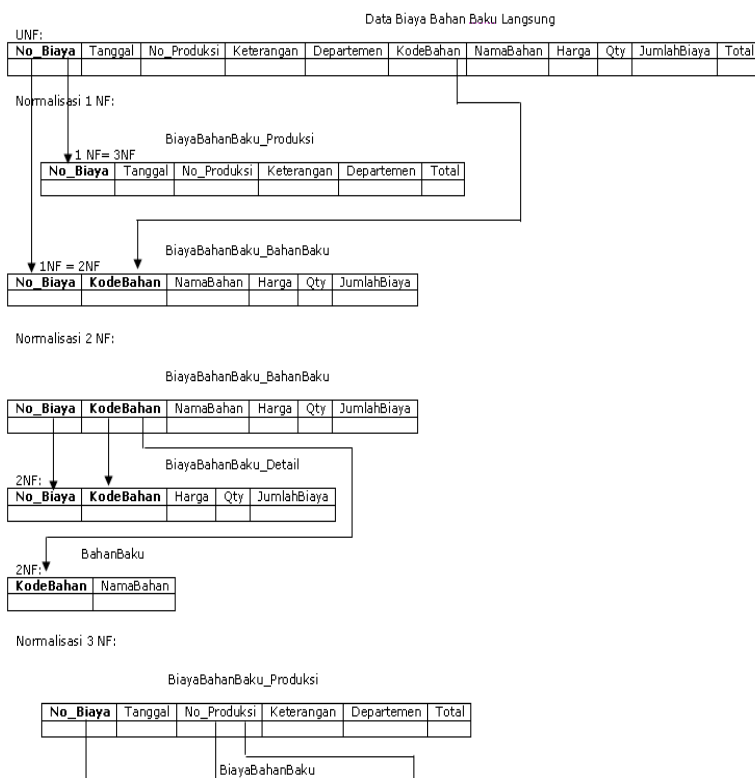 Data Biaya Bahan Baku Langsung
UNF:
No_Biaya Tanggal No_Produksi Keterangan Departemen KodeBahan NamaBahan Harga Qty JumlahBiaya Total
Normalisasi 1 NF:
BiayaBahanBaku_Produksi
1 NF= 3NF
No_Biaya Tanggal No_Produksi Keterangan Departemen Total
BiayaBahanBaku_BahanBaku
1NF = 2NF
No_Biaya KodeBahan NamaBahan Harga Qty JumlahBiaya
Normalisasi 2 NF:
BiayaBahanBaku_BahanBaku
No_Biaya KodeBahan NamaBahan Harga Qty JumlahBiaya
BiayaBahanBaku_Detail
2NF:
No_Biaya KodeBahan Harga Qty JumlahBiaya
BahanBaku
2NF:
KodeBahan NamaBahan
Normalisasi 3 NF:
BiayaBahanBaku_Produksi
No_Biaya Tanggal No_Produksi Keterangan Departemen Total
BiayaBahanBaku